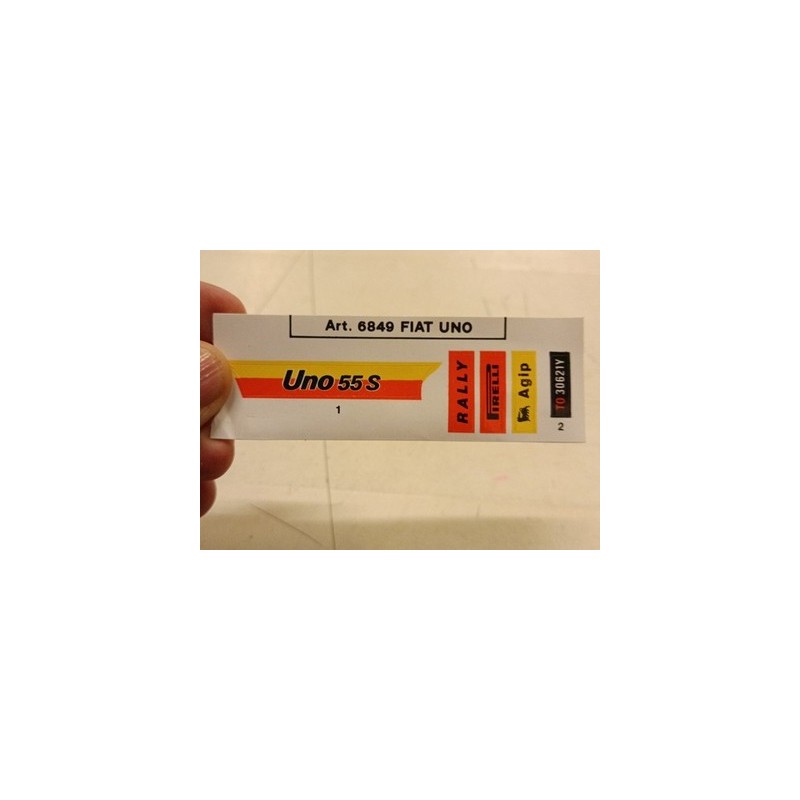 Art. 6849 FIAT UNO
Uno 55 S
1
RALLY
PIRELLI
Agip
TO 30621Y
2